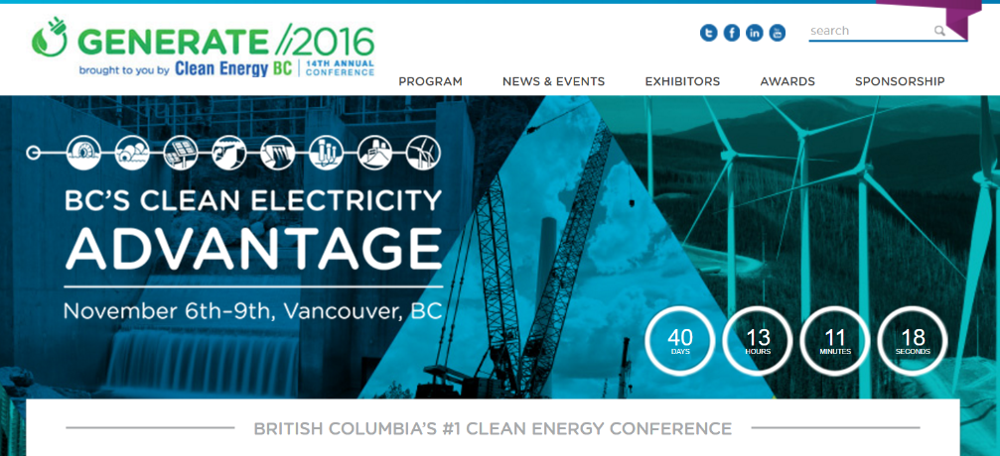 GENERATE//2016
brought to you by Clean Energy BC
14TH ANNUAL
CONFERENCE
search
PROGRAM
NEWS & EVENTS
EXHIBITORS
AWARDS
SPONSORSHIP
BC'S CLEAN ELECTRICITY
ADVANTAGE
November 6th–9th, Vancouver, BC
40
DAYS
13
HOURS
11
MINUTES
18
SECONDS
BRITISH COLUMBIA'S #1 CLEAN ENERGY CONFERENCE